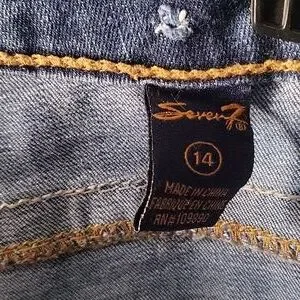 Seven7
14
MADE IN CHINA
FABRIQUE EN CHINE
RN# 109990